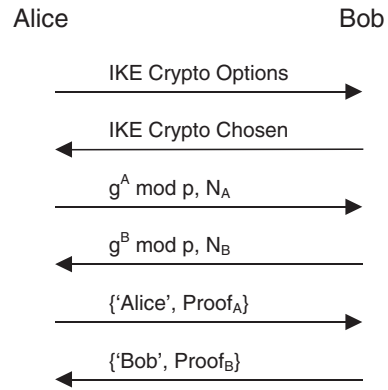 Alice Bob
IKE Crypto Options
IKE Crypto Chosen
g^A mod p, N_A
g^B mod p, N_B
{‘Alice’, Proof_A}
{‘Bob’, Proof_B}